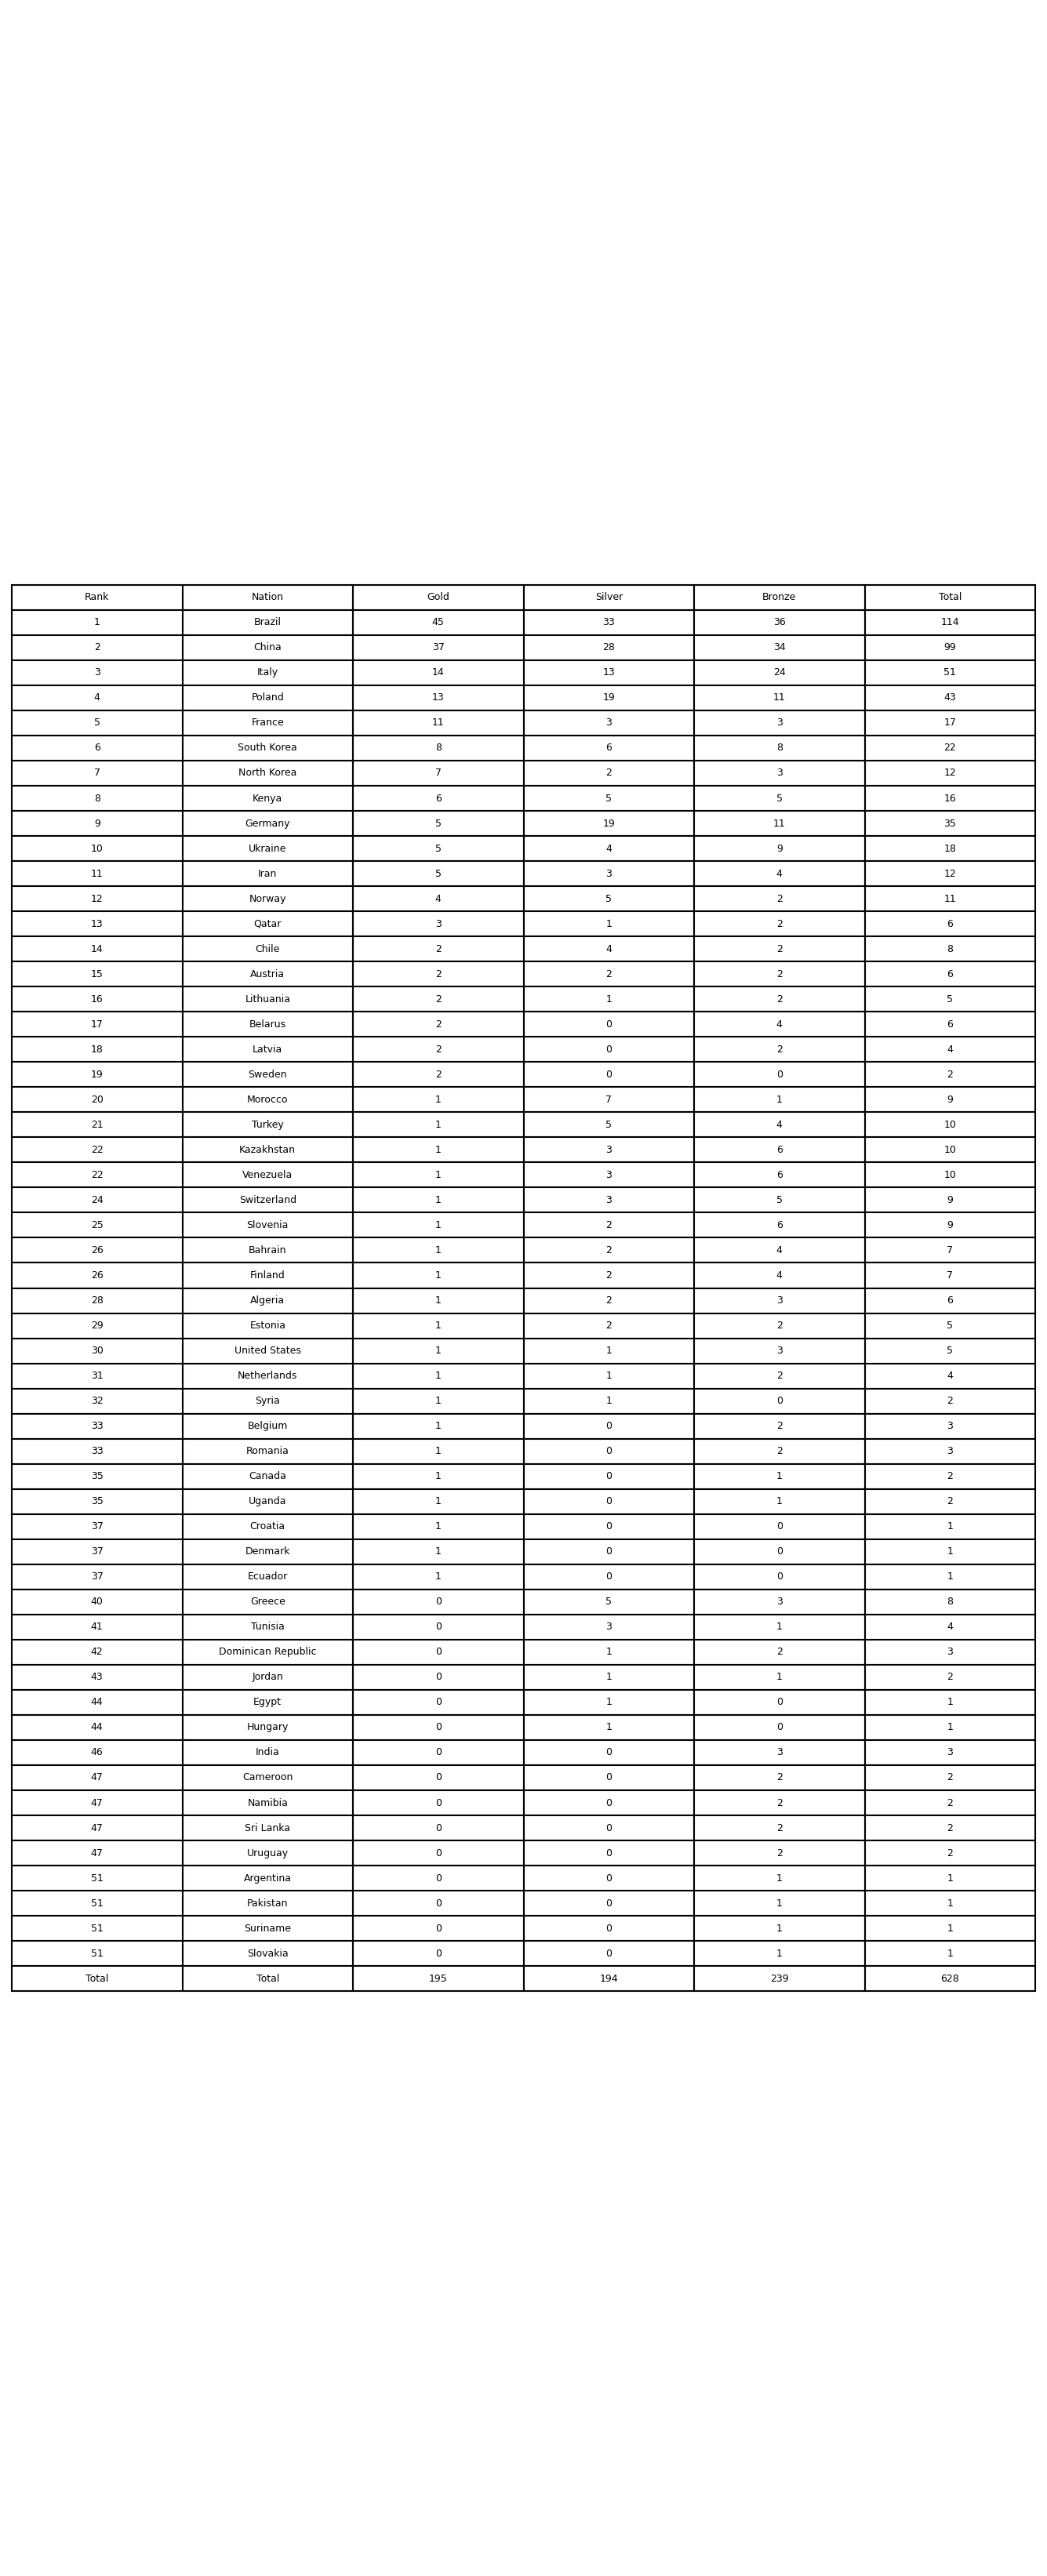 Rank Nation Gold Silver Bronze Total
1 Brazil 45 33 36 114
2 China 37 28 34 99
3 Italy 14 13 24 51
4 Poland 13 19 11 43
5 France 11 3 3 17
6 South Korea 8 6 8 22
7 North Korea 7 2 3 12
8 Kenya 6 5 5 16
9 Germany 5 19 11 35
10 Ukraine 5 4 9 18
11 Iran 5 3 4 12
12 Norway 4 5 2 11
13 Qatar 3 1 2 6
14 Chile 2 4 2 8
15 Austria 2 2 2 6
16 Lithuania 2 1 2 5
17 Belarus 2 0 4 6
18 Latvia 2 0 2 4
19 Sweden 2 0 0 2
20 Morocco 1 7 1 9
21 Turkey 1 5 4 10
22 Kazakhstan 1 3 6 10
22 Venezuela 1 3 6 10
24 Switzerland 1 3 5 9
25 Slovenia 1 2 6 9
26 Bahrain 1 2 4 7
26 Finland 1 2 4 7
28 Algeria 1 2 3 6
29 Estonia 1 2 2 5
30 United States 1 1 3 5
31 Netherlands 1 1 2 4
32 Syria 1 1 0 2
33 Belgium 1 0 2 3
33 Romania 1 0 2 3
35 Canada 1 0 1 2
35 Uganda 1 0 1 2
37 Croatia 1 0 0 1
37 Denmark 1 0 0 1
37 Ecuador 1 0 0 1
40 Greece 0 5 3 8
41 Tunisia 0 3 1 4
42 Dominican Republic 0 1 2 3
43 Jordan 0 1 1 2
44 Egypt 0 1 0 1
44 Hungary 0 1 0 1
46 India 0 0 3 3
47 Cameroon 0 0 2 2
47 Namibia 0 0 2 2
47 Sri Lanka 0 0 2 2
47 Uruguay 0 0 2 2
51 Argentina 0 0 1 1
51 Pakistan 0 0 1 1
51 Suriname 0 0 1 1
51 Slovakia 0 0 1 1
Total Total 195 194 239 628